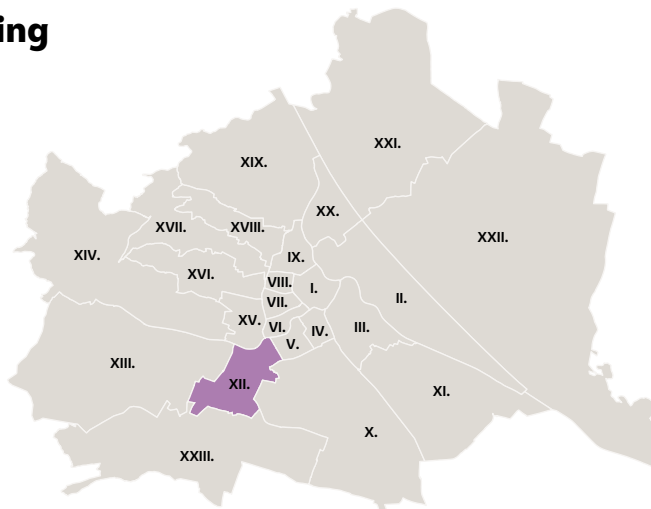 ing
XXI.
XIX.
XX.
XVII.
XVIII.
XXII.
XIV.
IX.
XVI.
VIII.
I.
II.
VII.
XV.
VI.
IV.
III.
V.
XIII.
XII.
XI.
X.
XXIII.